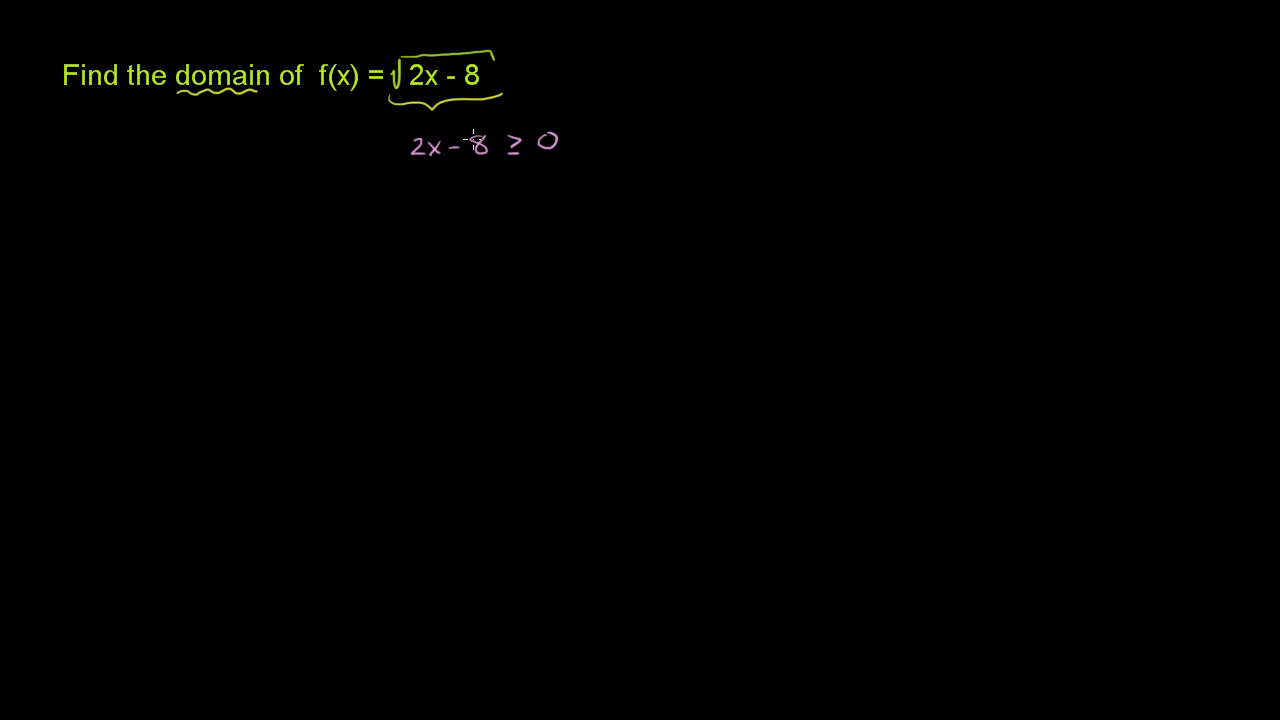 Find the domain of f(x) = √2x - 8
2x - 8 ≥ 0